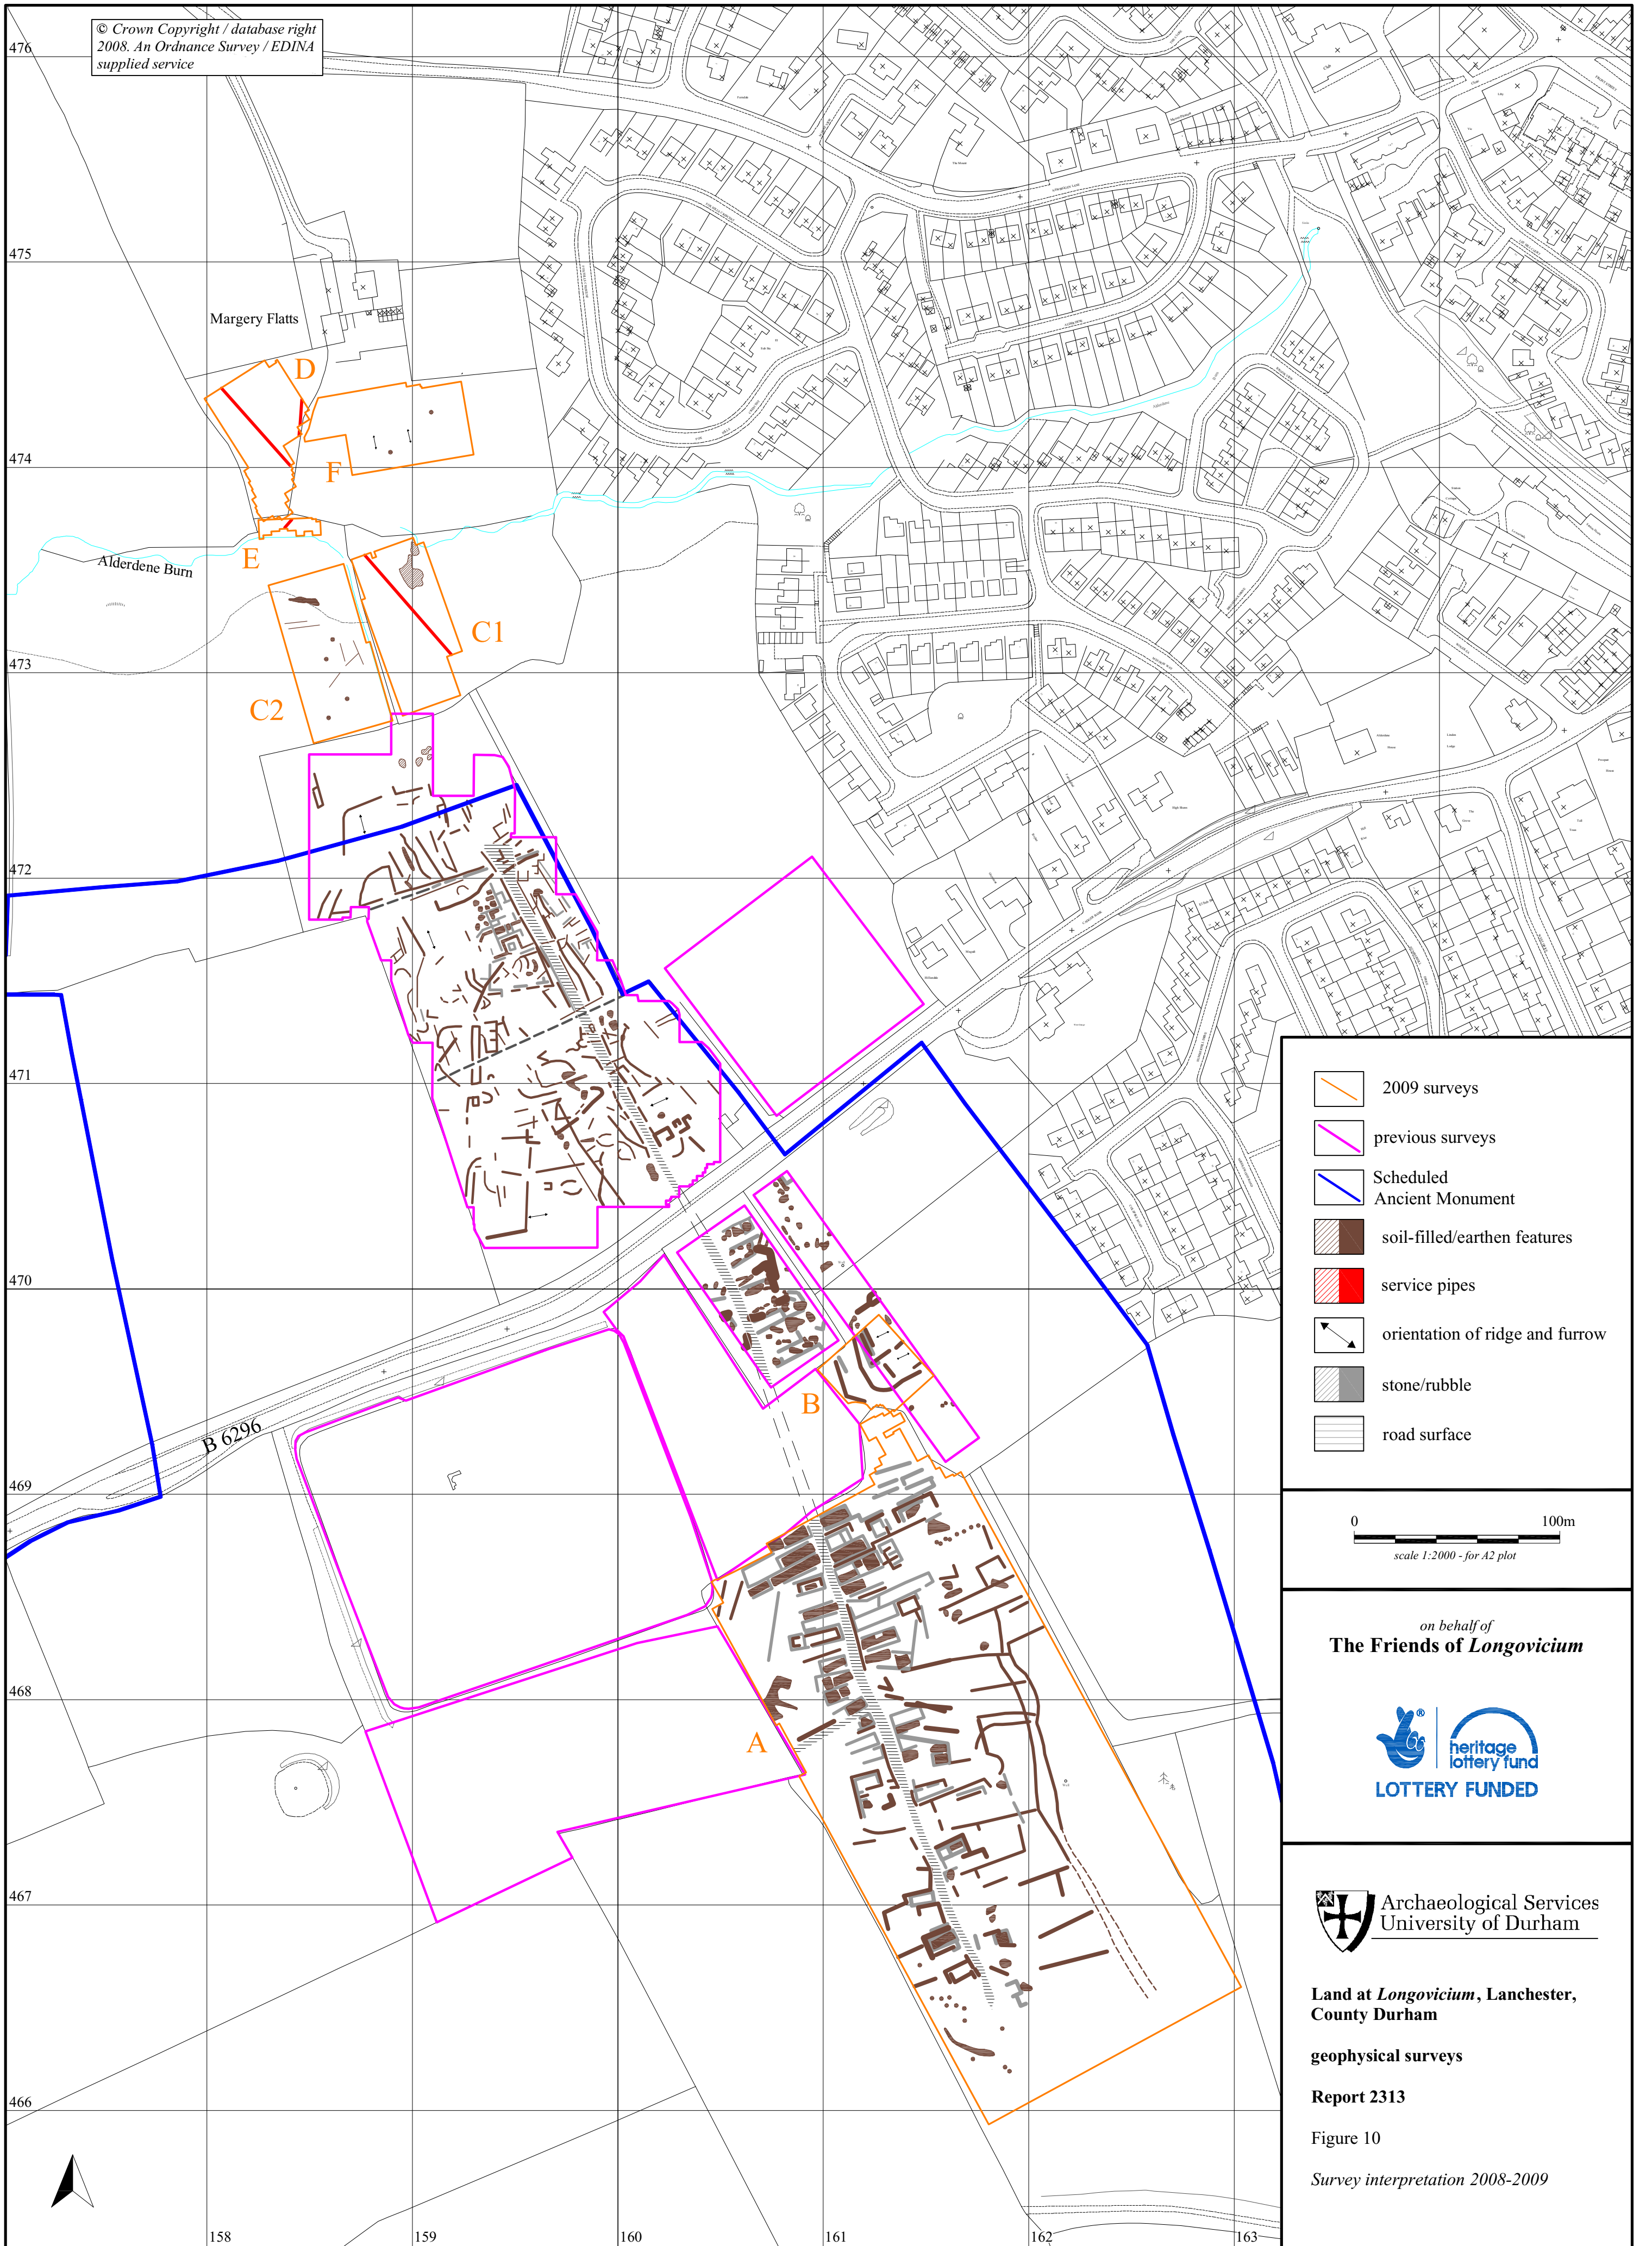 © Crown Copyright / database right
2008. An Ordnance Survey / EDINA
supplied service
476
475
474
473
472
471
470
469
468
467
466
158
159
160
161
162
163
Margery Flatts
D
F
E
Alderdene Burn
C1
C2
B
B 6296
A
2009 surveys
previous surveys
Scheduled
Ancient Monument
soil-filled/earthen features
service pipes
orientation of ridge and furrow
stone/rubble
road surface
0
100m
scale 1:2000 - for A2 plot
on behalf of
The Friends of Longovicium
®
heritage
lottery fund
LOTTERY FUNDED
Archaeological Services
University of Durham
Land at Longovicium, Lanchester,
County Durham
geophysical surveys
Report 2313
Figure 10
Survey interpretation 2008-2009